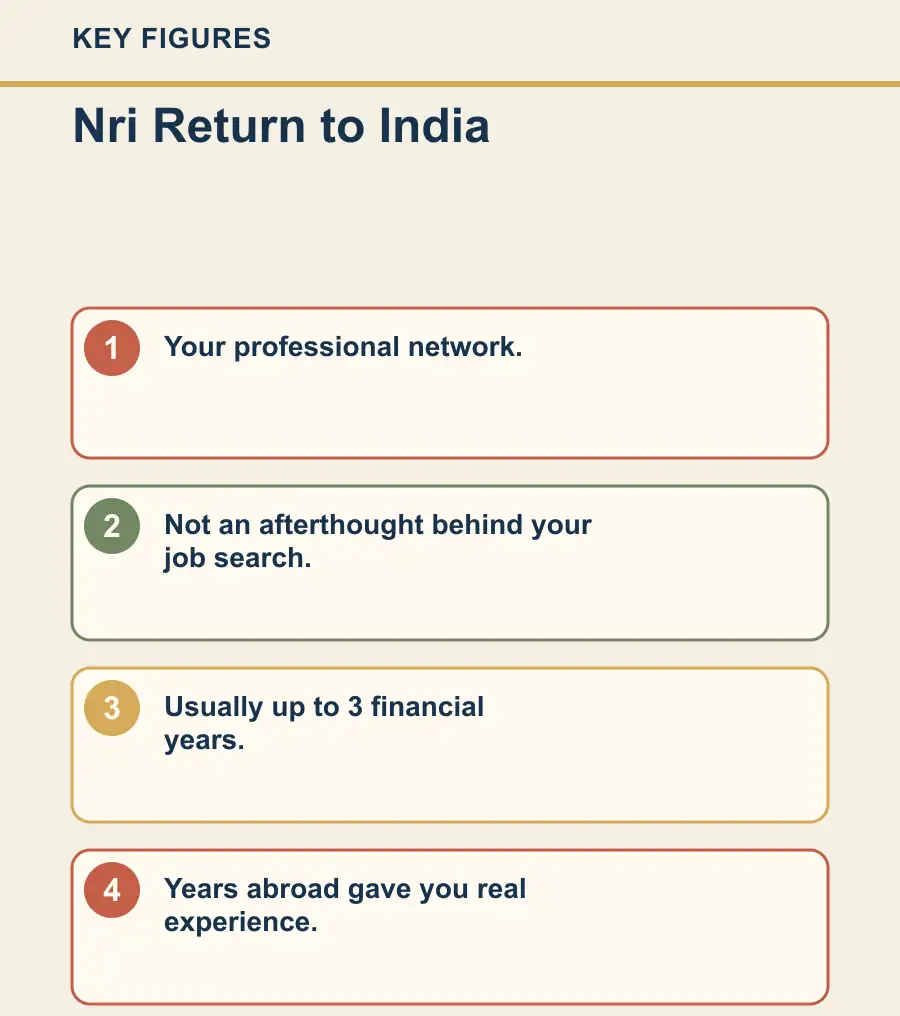 KEY FIGURES
Nri Return to India
1
Your professional network.
2
Not an afterthought behind your
job search.
3
Usually up to 3 financial
years.
4
Years abroad gave you real
experience.